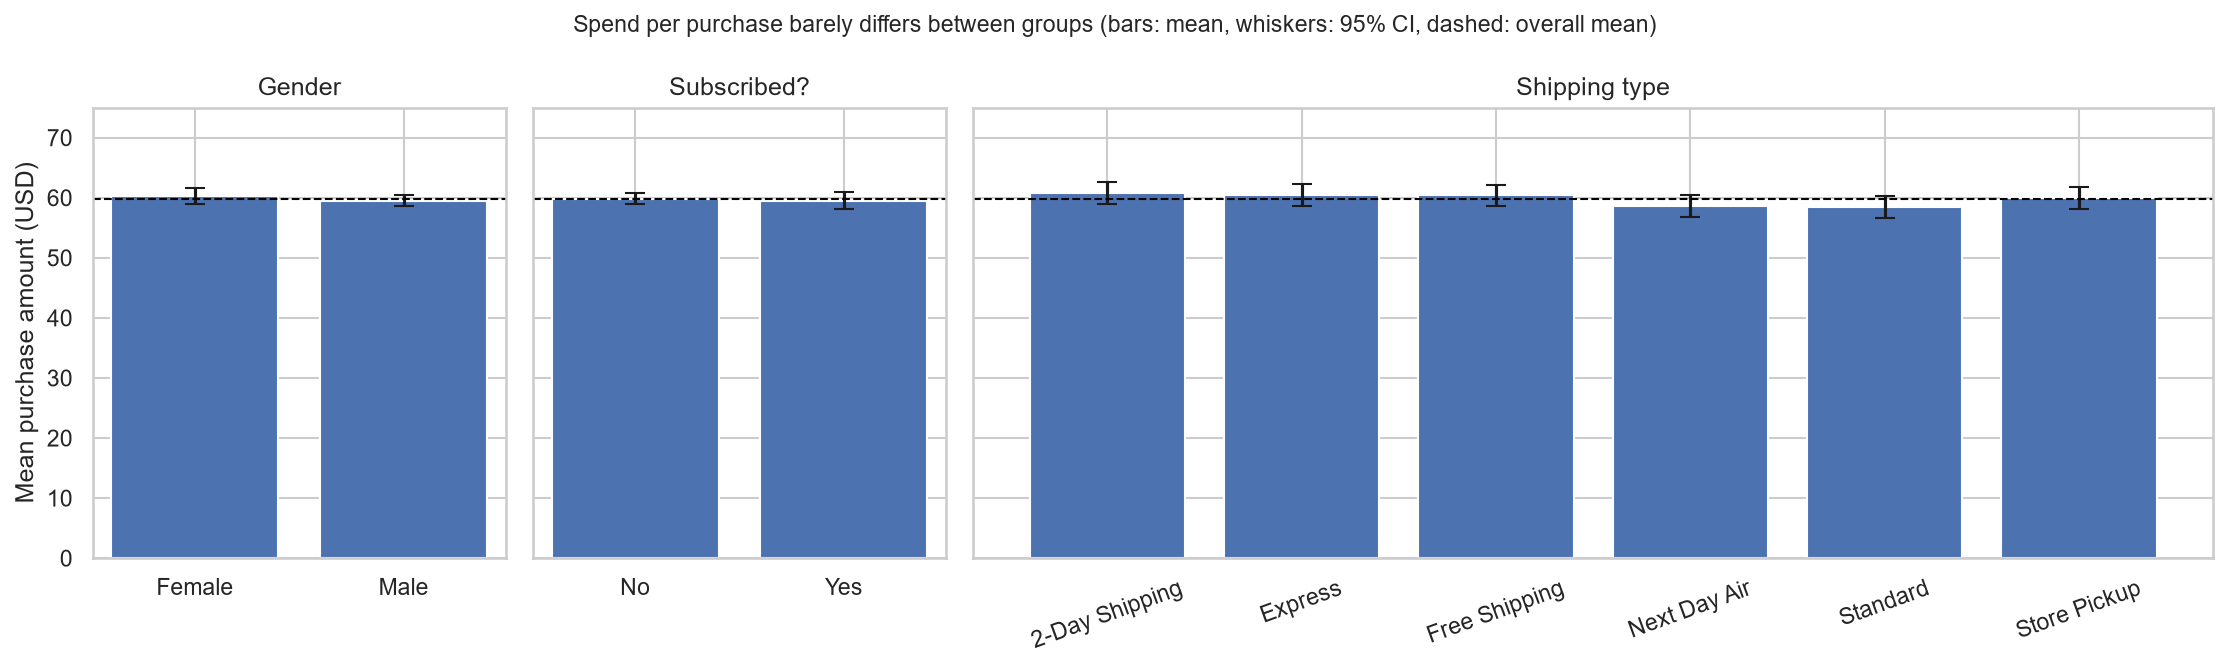 Spend per purchase barely differs between groups (bars: mean, whiskers: 95% CI, dashed: overall mean)
Gender
Subscribed?
Shipping type
Mean purchase amount (USD)
70
60
50
40
30
20
10
0
Female
Male
No
Yes
2-Day Shipping
Express
Free Shipping
Next Day Air
Standard
Store Pickup